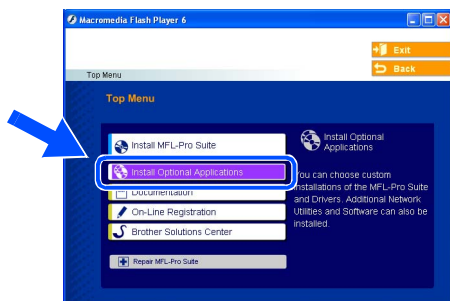 Macromedia Flash Player 6
Exit
Back
Top Menu
Top Menu
Install MFL-Pro Suite
Install Optional Applications
Documentation
On-Line Registration
Brother Solutions Center
Repair MFL-Pro Suite
Install Optional
Applications
You can choose custom
installations of the MFL-Pro Suite
and Drivers. Additional Network
Utilities and Software can also be
installed.